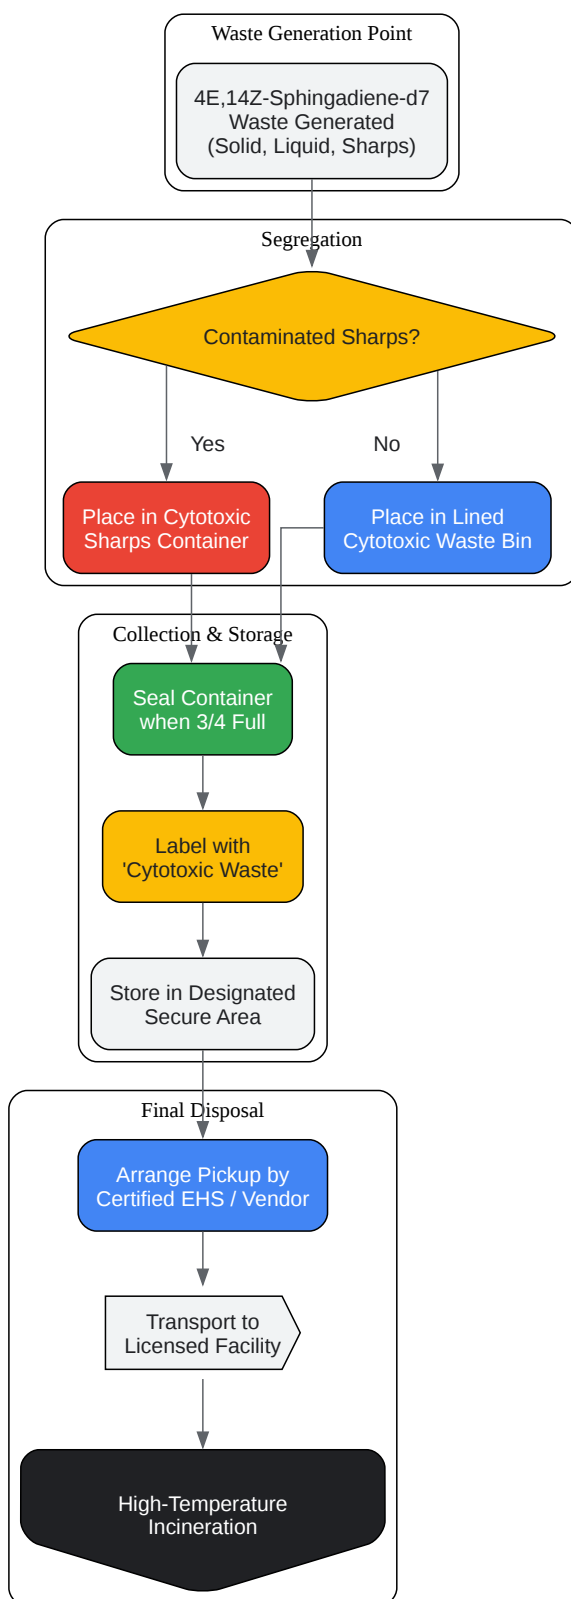 Waste Generation Point
4E,14Z-Sphingadiene-d7
Waste Generated
(Solid, Liquid, Sharps)
Segregation
Contaminated Sharps?
Yes
No
Place in Cytotoxic
Sharps Container
Place in Lined
Cytotoxic Waste Bin
Collection & Storage
Seal Container
when 3/4 Full
Label with
'Cytotoxic Waste'
Store in Designated
Secure Area
Final Disposal
Arrange Pickup by
Certified EHS / Vendor
Transport to
Licensed Facility
High-Temperature
Incineration